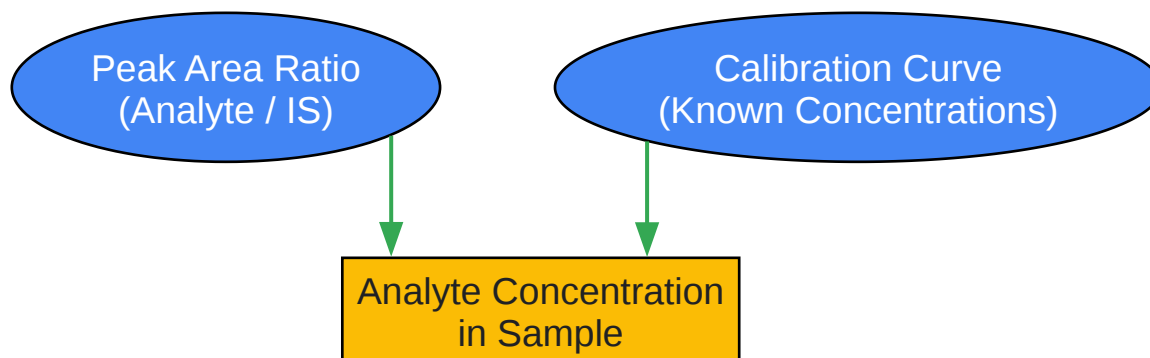 Peak Area Ratio
(Analyte / IS)
Calibration Curve
(Known Concentrations)
Analyte Concentration
in Sample